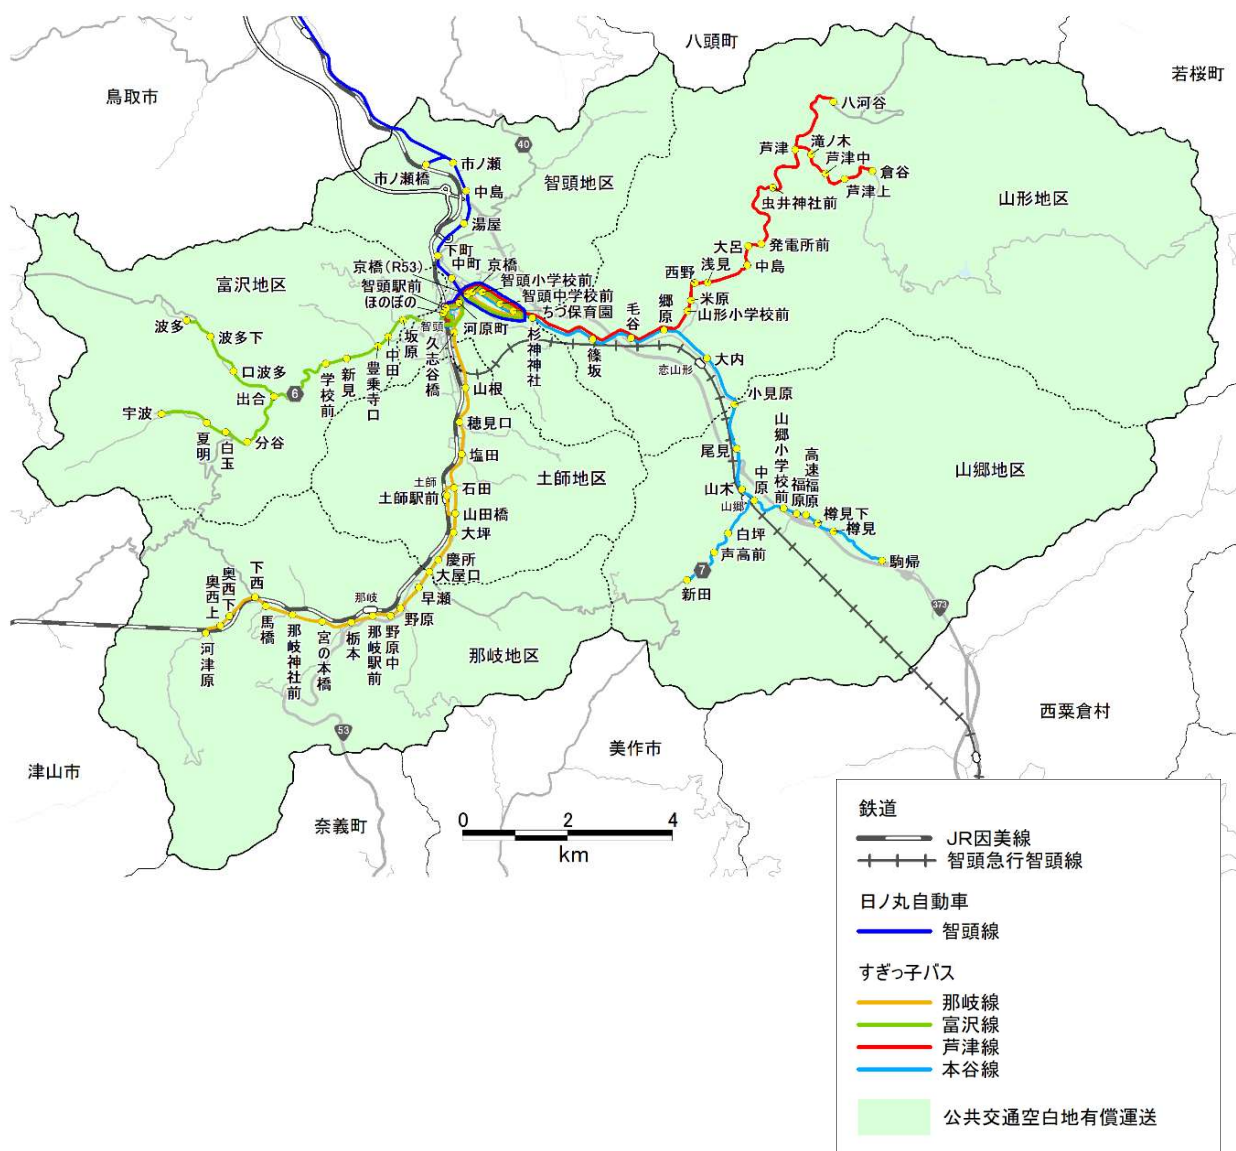 八頭町
若桜町
鳥取市
八河谷
40
芦津
滝ノ木
芦津中
倉谷
芦津上
市ノ瀬
市ノ瀬橋
智頭地区
中島
虫井神社前
山形地区
湯屋
大呂
発電所前
下町
中町
浅見
中島
京橋(R53)
京橋
西野
富沢地区
智頭駅前
智頭小学校前
ほのぼの
智頭中学校前
米原
ちづ保育園
郷原
山形小学校前
毛谷
波多
智頭
河原町
波多下
坂原
久志谷橋
杉神神社
篠坂
中田
大内
口波多
豊乗寺口
新見
学校前
恋山形
山根
出合
6
小見原
宇波
穂見口
夏明
白玉
分谷
塩田
尾見
山郷小学校前
高速福原
福原
山郷地区
土師
石田
土師地区
土師駅前
山木
中原
山郷
山田橋
樽見下
樽見
大坪
白坪
慶所
声高前
駒帰
大屋口
7
新田
下西
奥西下
奥西上
那岐
早瀬
野原
373
馬橋
河津原
那岐神社前
宮の本橋
栃本
那岐駅前
野原中
那岐地区
53
西粟倉村
美作市
津山市
奈義町
0 2 4
km
鉄道
JR因美線
智頭急行智頭線
日ノ丸自動車
智頭線
すぎっ子バス
那岐線
富沢線
芦津線
本谷線
公共交通空白地有償運送